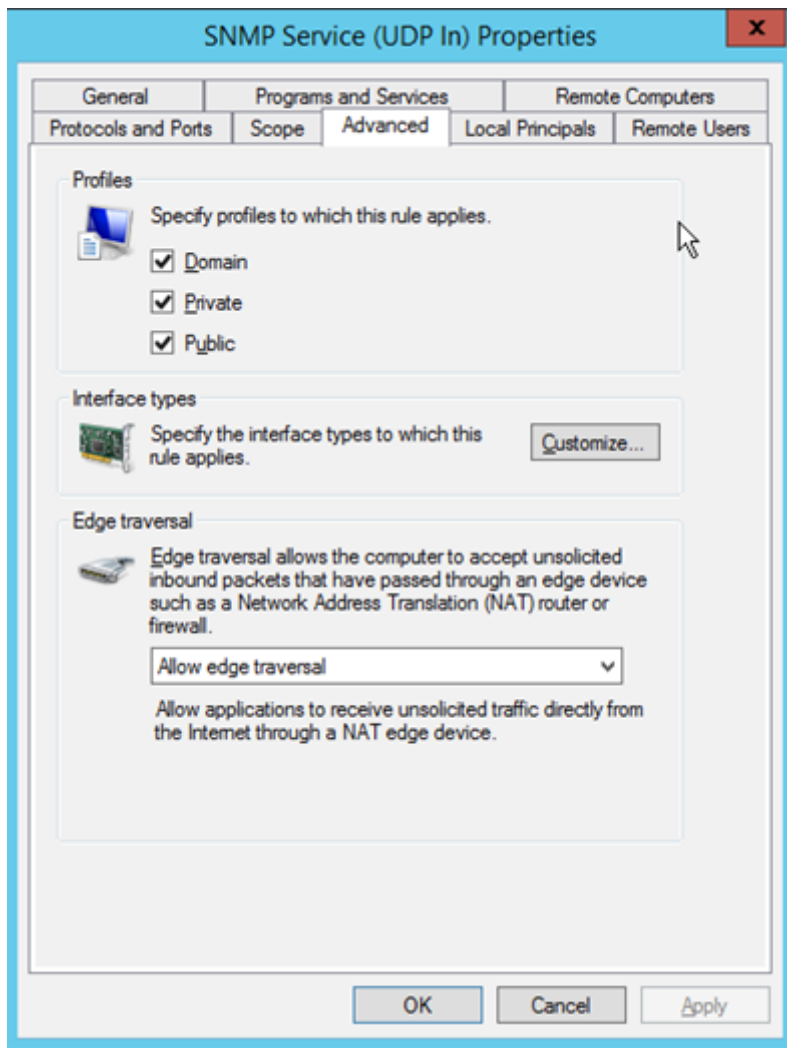 SNMP Service (UDP In) Properties
x
General
Programs and Services
Remote Computers
Protocols and Ports
Scope
Advanced
Local Principals
Remote Users
Profiles
Specify profiles to which this rule applies.
Domain
Private
Public
Interface types
Specify the interface types to which this
rule applies.
Customize...
Edge traversal
Edge traversal allows the computer to accept unsolicited
inbound packets that have passed through an edge device
such as a Network Address Translation (NAT) router or
firewall.
Allow edge traversal
Allow applications to receive unsolicited traffic directly from
the Internet through a NAT edge device.
OK
Cancel
Apply